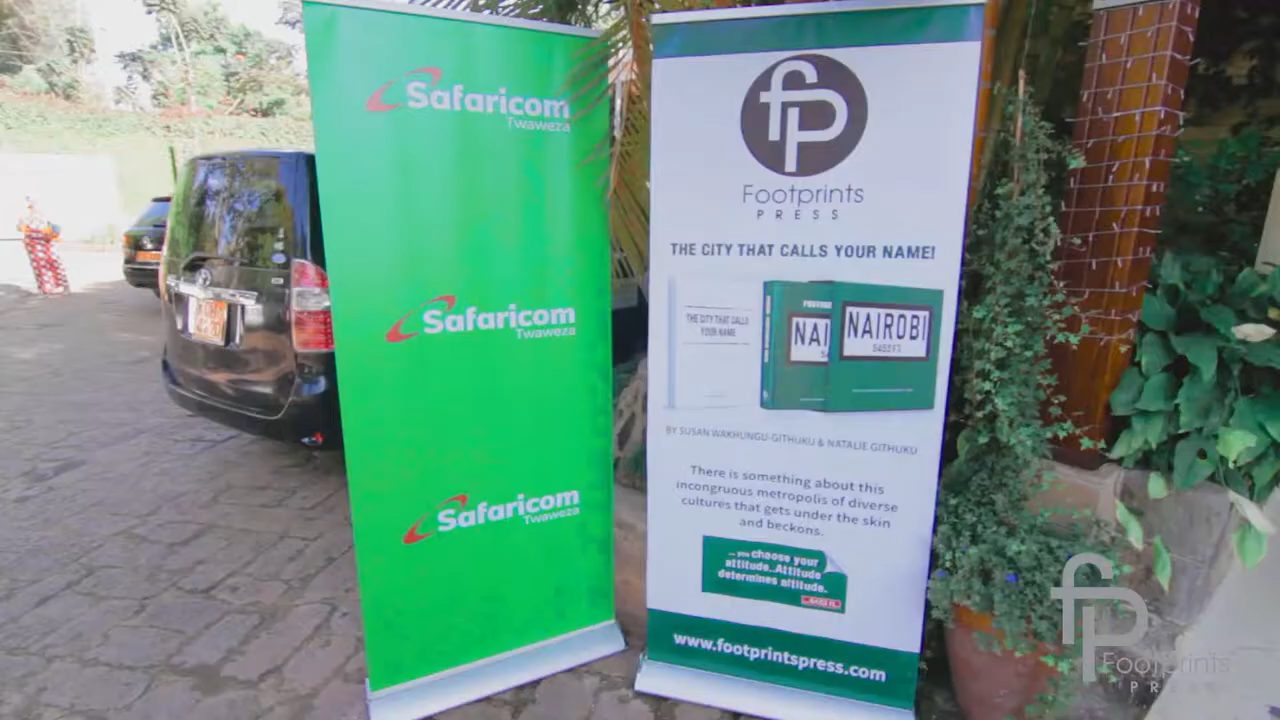 Safaricom
Twaweza
Safaricom
Twaweza
Safaricom
Twaweza
fP
Footprints
PRESS
THE CITY THAT CALLS YOUR NAME!
THE CITY THAT CALLS
YOUR NAME
NAI
NAIROBI
BY SUSAN WAKHUNGU-GITHUKU & NATALIE GITHUKU
There is something about this
incongruous metropolis of diverse
cultures that gets under the skin
and beckons.
... you choose your
attitude..Attitude
determines altitude.
www.footprintspress.com
fP
Footprints